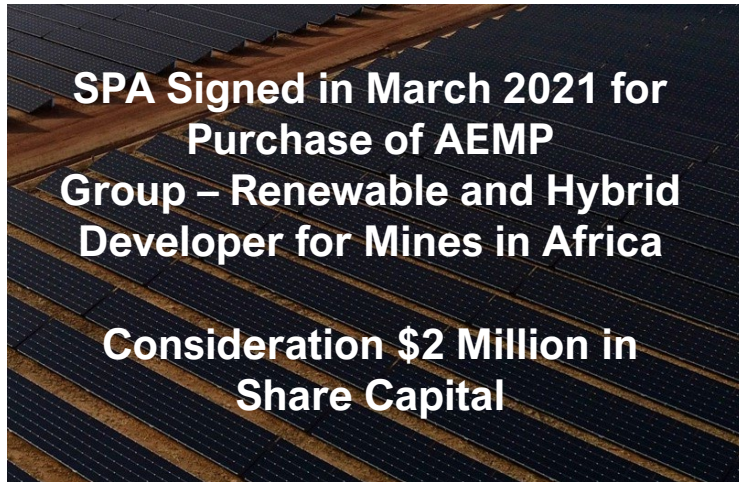 SPA Signed in March 2021 for
Purchase of AEMP
Group – Renewable and Hybrid
Developer for Mines in Africa
Consideration $2 Million in
Share Capital